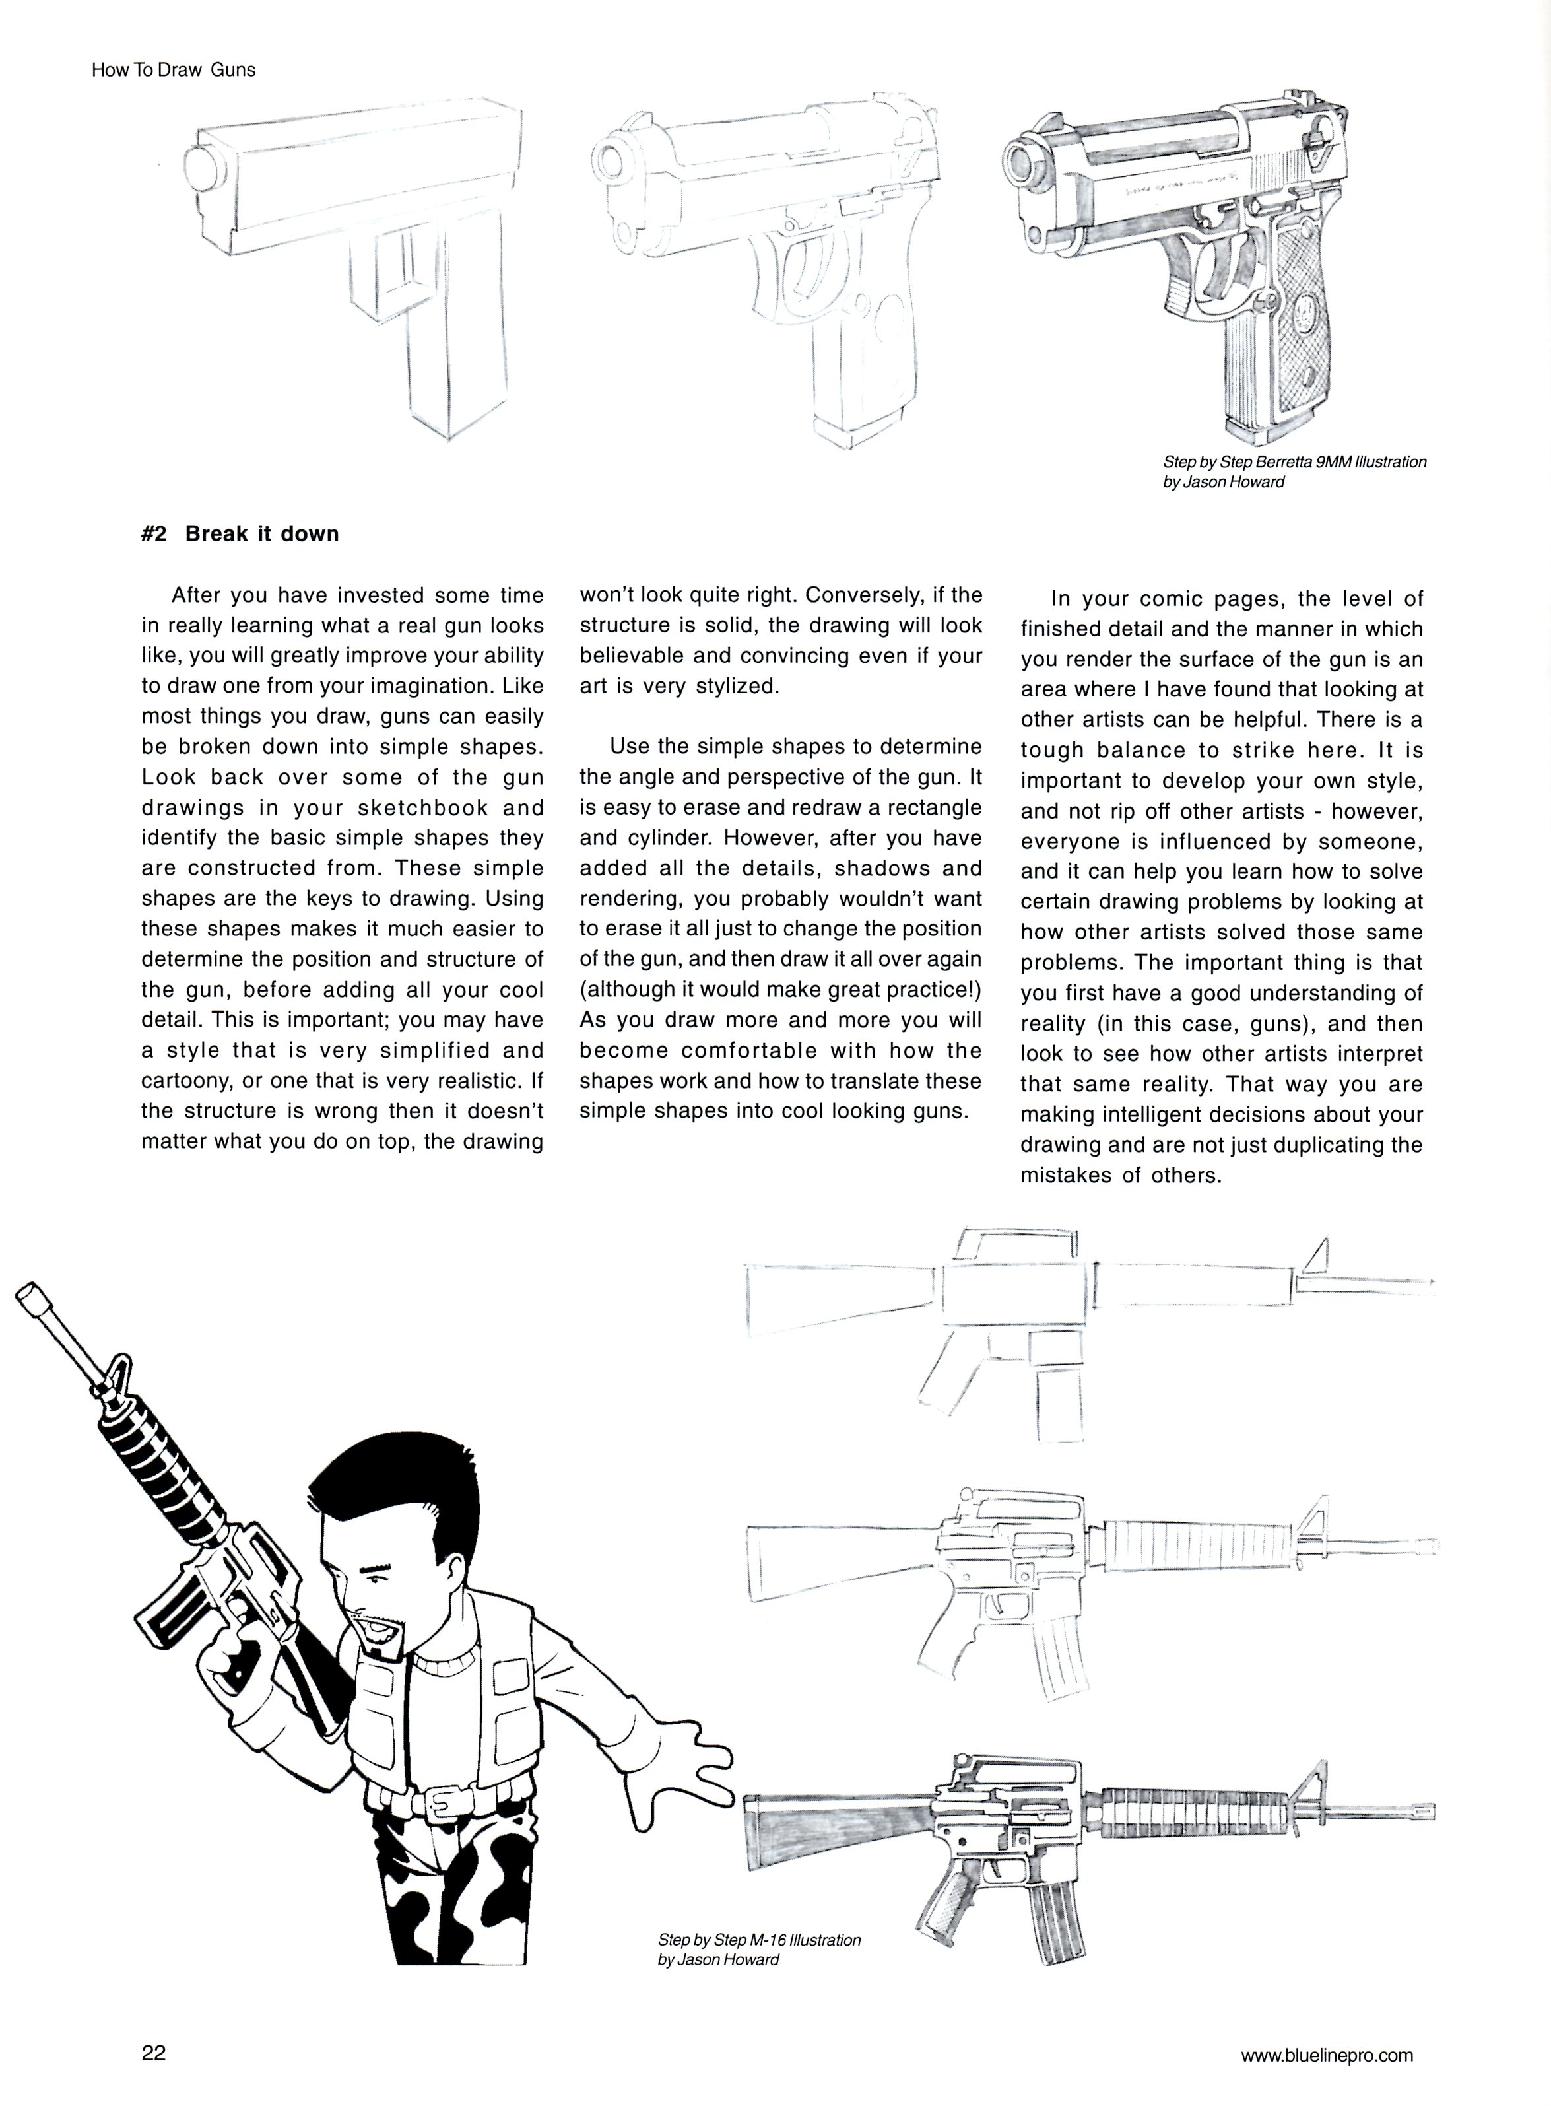 How To Draw Guns
Step by Step Berretta 9MM Illustration
by Jason Howard
#2 Break it down
After you have invested some time
in really learning what a real gun looks
like, you will greatly improve your ability
to draw one from your imagination. Like
most things you draw, guns can easily
be broken down into simple shapes.
Look back over some of the gun
drawings in your sketchbook and
identify the basic simple shapes they
are constructed from. These simple
shapes are the keys to drawing. Using
these shapes makes it much easier to
determine the position and structure of
the gun, before adding all your cool
detail. This is important; you may have
a style that is very simplified and
cartoony, or one that is very realistic. If
the structure is wrong then it doesn't
matter what you do on top, the drawing
won't look quite right. Conversely, if the
structure is solid, the drawing will look
believable and convincing even if your
art is very stylized.
Use the simple shapes to determine
the angle and perspective of the gun. It
is easy to erase and redraw a rectangle
and cylinder. However, after you have
added all the details, shadows and
rendering, you probably wouldn't want
to erase it all just to change the position
of the gun, and then draw it all over again
(although it would make great practice!)
As you draw more and more you will
become comfortable with how the
shapes work and how to translate these
simple shapes into cool looking guns.
In your comic pages, the level of
finished detail and the manner in which
you render the surface of the gun is an
area where I have found that looking at
other artists can be helpful. There is a
tough balance to strike here. It is
important to develop your own style,
and not rip off other artists - however,
everyone is influenced by someone,
and it can help you learn how to solve
certain drawing problems by looking at
how other artists solved those same
problems. The important thing is that
you first have a good understanding of
reality (in this case, guns), and then
look to see how other artists interpret
that same reality. That way you are
making intelligent decisions about your
drawing and are not just duplicating the
mistakes of others.
Step by Step M-16 Illustration
by Jason Howard
22
www.bluelinepro.com